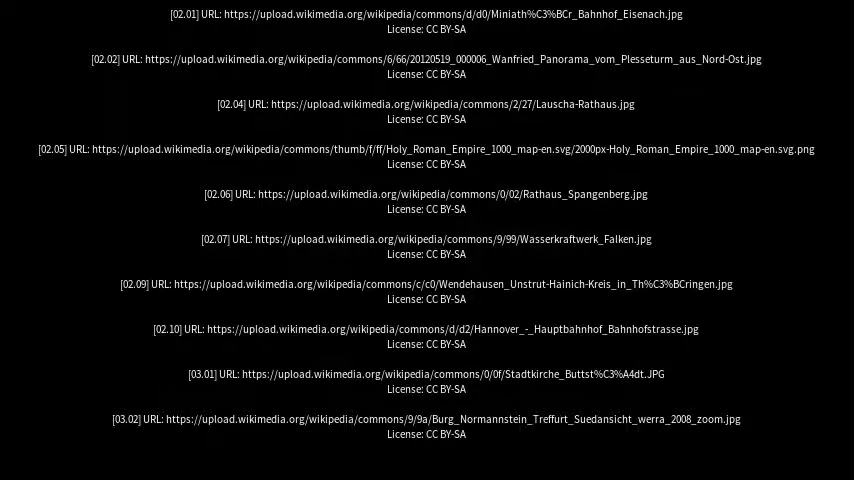 [02.01] URL: https://upload.wikimedia.org/wikipedia/commons/d/d0/Miniath%C3%BCr_Bahnhof_Eisenach.jpg
License: CC BY-SA
[02.02] URL: https://upload.wikimedia.org/wikipedia/commons/6/66/20120519_000006_Wanfried_Panorama_vom_Plesseturm_aus_Nord-Ost.jpg
License: CC BY-SA
[02.04] URL: https://upload.wikimedia.org/wikipedia/commons/2/27/Lauscha-Rathaus.jpg
License: CC BY-SA
[02.05] URL: https://upload.wikimedia.org/wikipedia/commons/thumb/f/ff/Holy_Roman_Empire_1000_map-en.svg/2000px-Holy_Roman_Empire_1000_map-en.svg.png
License: CC BY-SA
[02.06] URL: https://upload.wikimedia.org/wikipedia/commons/0/02/Rathaus_Spangenberg.jpg
License: CC BY-SA
[02.07] URL: https://upload.wikimedia.org/wikipedia/commons/9/99/Wasserkraftwerk_Falken.jpg
License: CC BY-SA
[02.09] URL: https://upload.wikimedia.org/wikipedia/commons/c/c0/Wendehausen_Unstrut-Hainich-Kreis_in_Th%C3%BCringen.jpg
License: CC BY-SA
[02.10] URL: https://upload.wikimedia.org/wikipedia/commons/d/d2/Hannover_-_Hauptbahnhof_Bahnhofstrasse.jpg
License: CC BY-SA
[03.01] URL: https://upload.wikimedia.org/wikipedia/commons/0/0f/Stadtkirche_Buttst%C3%A4dt.JPG
License: CC BY-SA
[03.02] URL: https://upload.wikimedia.org/wikipedia/commons/9/9a/Burg_Normannstein_Treffurt_Suedansicht_werra_2008_zoom.jpg
License: CC BY-SA